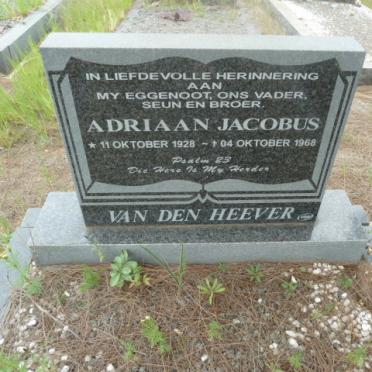 IN LIEFDEVOLLE HERINNERING
AAN
MY EGGENOOT, ONS VADER,
SEUN EN BROER.
ADRIAAN JACOBUS
★ 11 OKTOBER 1928 ~ ✝ 04 OKTOBER 1968
Psalm 23
Die Here Is My Herder
VAN DEN HEEVER